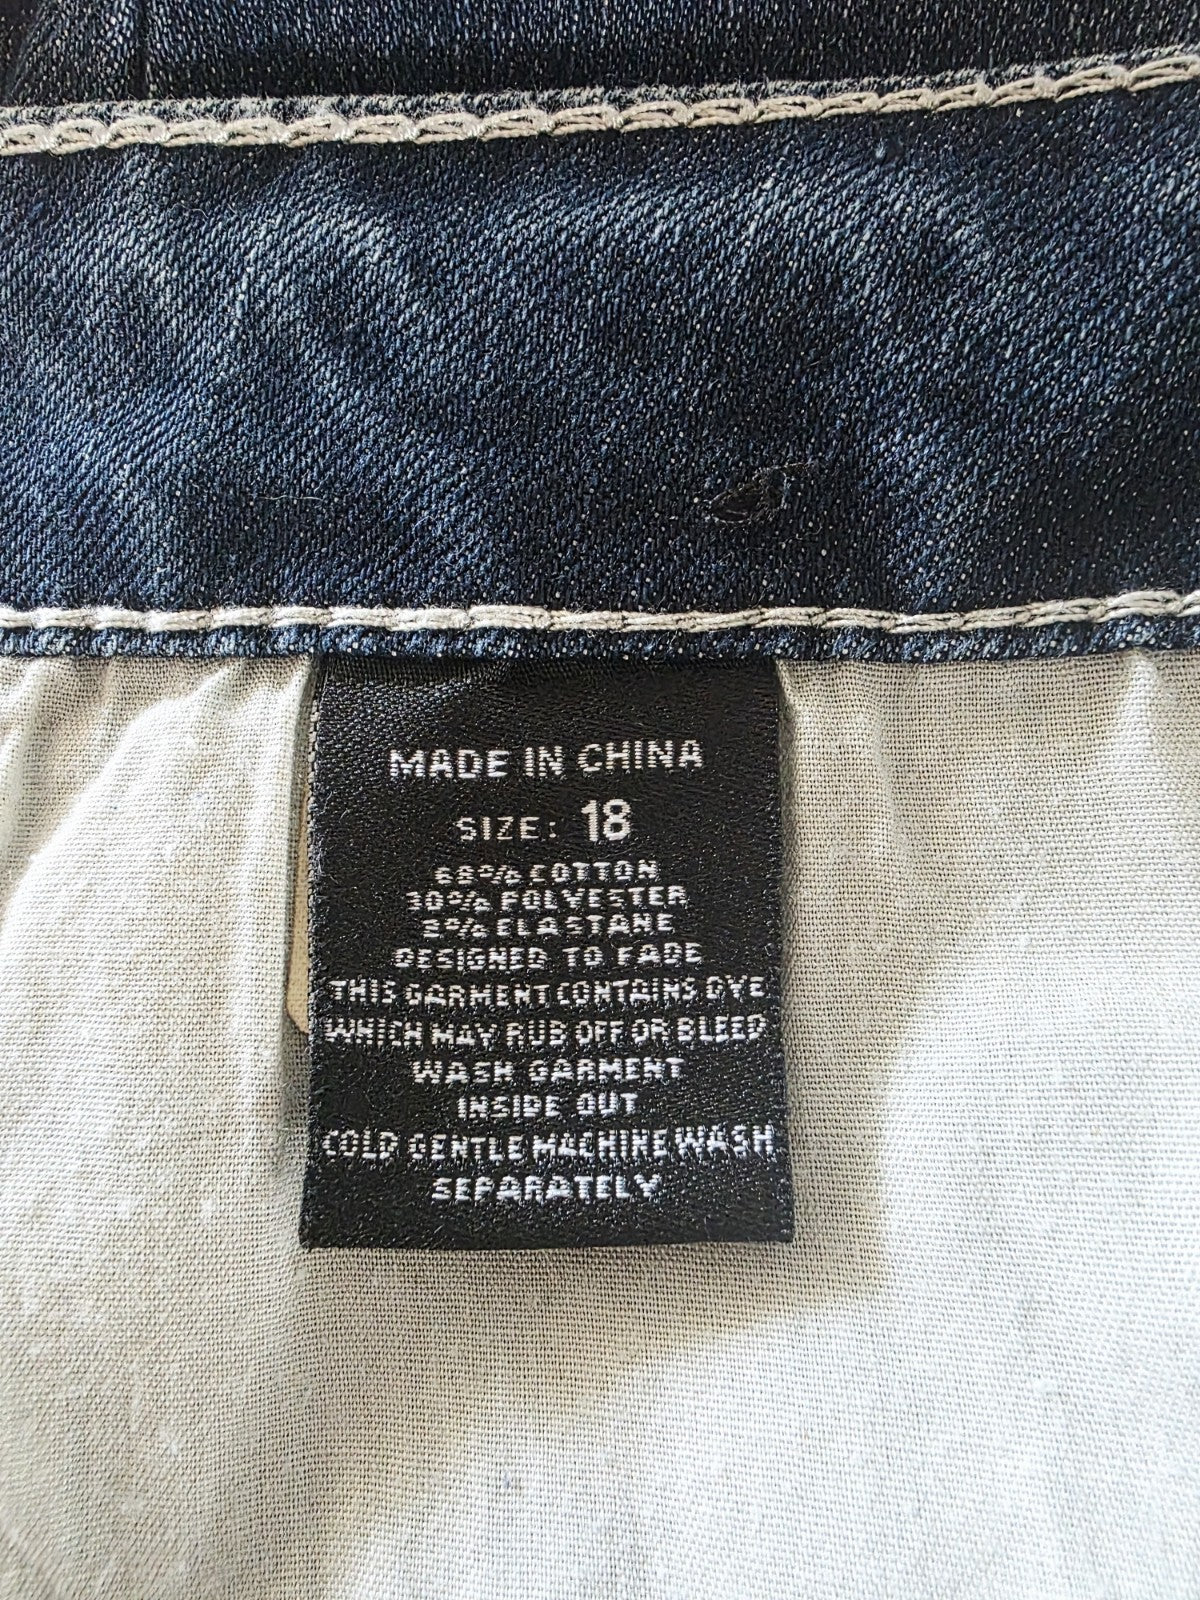 MADE IN CHINA
SIZE: 18
68% COTTON
30% POLYESTER
2% ELASTANE
DESIGNED TO FADE
THIS GARMENT CONTAINS DYE
WHICH MAY RUB OFF OR BLEED
WASH GARMENT
INSIDE OUT
COLD GENTLE MACHINE WASH
SEPARATELY